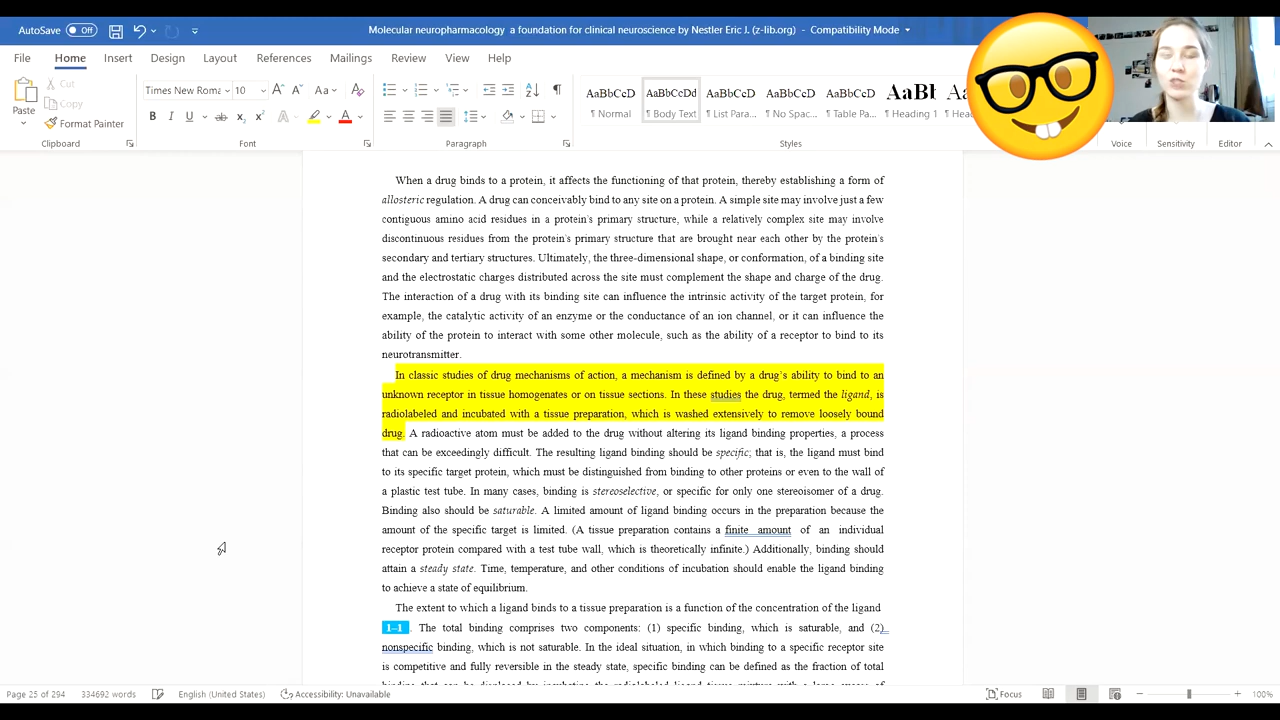 AutoSave Off
Molecular neuropharmacology a foundation for clinical neuroscience by Nestler Eric J. (z-lib.org) - Compatibility Mode
File Home Insert Design Layout References Mailings Review View Help
Cut
Copy
Format Painter
Paste
Times New Roma 10
AaBbCcD AaBbCcDd AaBbCcD AaBbCcD AaBbCcD AaBl
¶ Normal ¶ Body Text ¶ List Para... ¶ No Spac... ¶ Table Pa... ¶ Heading 1
Clipboard Font Paragraph Styles Voice Sensitivity Editor
When a drug binds to a protein, it affects the functioning of that protein, thereby establishing a form of
allosteric regulation. A drug can conceivably bind to any site on a protein. A simple site may involve just a few
contiguous amino acid residues in a protein's primary structure, while a relatively complex site may involve
discontinuous residues from the protein's primary structure that are brought near each other by the protein's
secondary and tertiary structures. Ultimately, the three-dimensional shape, or conformation, of a binding site
and the electrostatic charges distributed across the site must complement the shape and charge of the drug.
The interaction of a drug with its binding site can influence the intrinsic activity of the target protein, for
example, the catalytic activity of an enzyme or the conductance of an ion channel, or it can influence the
ability of the protein to interact with some other molecule, such as the ability of a receptor to bind to its
neurotransmitter.
In classic studies of drug mechanisms of action, a mechanism is defined by a drug's ability to bind to an
unknown receptor in tissue homogenates or on tissue sections. In these studies the drug, termed the ligand, is
radiolabeled and incubated with a tissue preparation, which is washed extensively to remove loosely bound
drug. A radioactive atom must be added to the drug without altering its ligand binding properties, a process
that can be exceedingly difficult. The resulting ligand binding should be specific; that is, the ligand must bind
to its specific target protein, which must be distinguished from binding to other proteins or even to the wall of
a plastic test tube. In many cases, binding is stereoselective, or specific for only one stereoisomer of a drug.
Binding also should be saturable. A limited amount of ligand binding occurs in the preparation because the
amount of the specific target is limited. (A tissue preparation contains a finite amount of an individual
receptor protein compared with a test tube wall, which is theoretically infinite.) Additionally, binding should
attain a steady state. Time, temperature, and other conditions of incubation should enable the ligand binding
to achieve a state of equilibrium.
The extent to which a ligand binds to a tissue preparation is a function of the concentration of the ligand
1–1 . The total binding comprises two components: (1) specific binding, which is saturable, and (2)
nonspecific binding, which is not saturable. In the ideal situation, in which binding to a specific receptor site
is competitive and fully reversible in the steady state, specific binding can be defined as the fraction of total
Page 25 of 294 334692 words English (United States) Accessibility: Unavailable Focus 100%